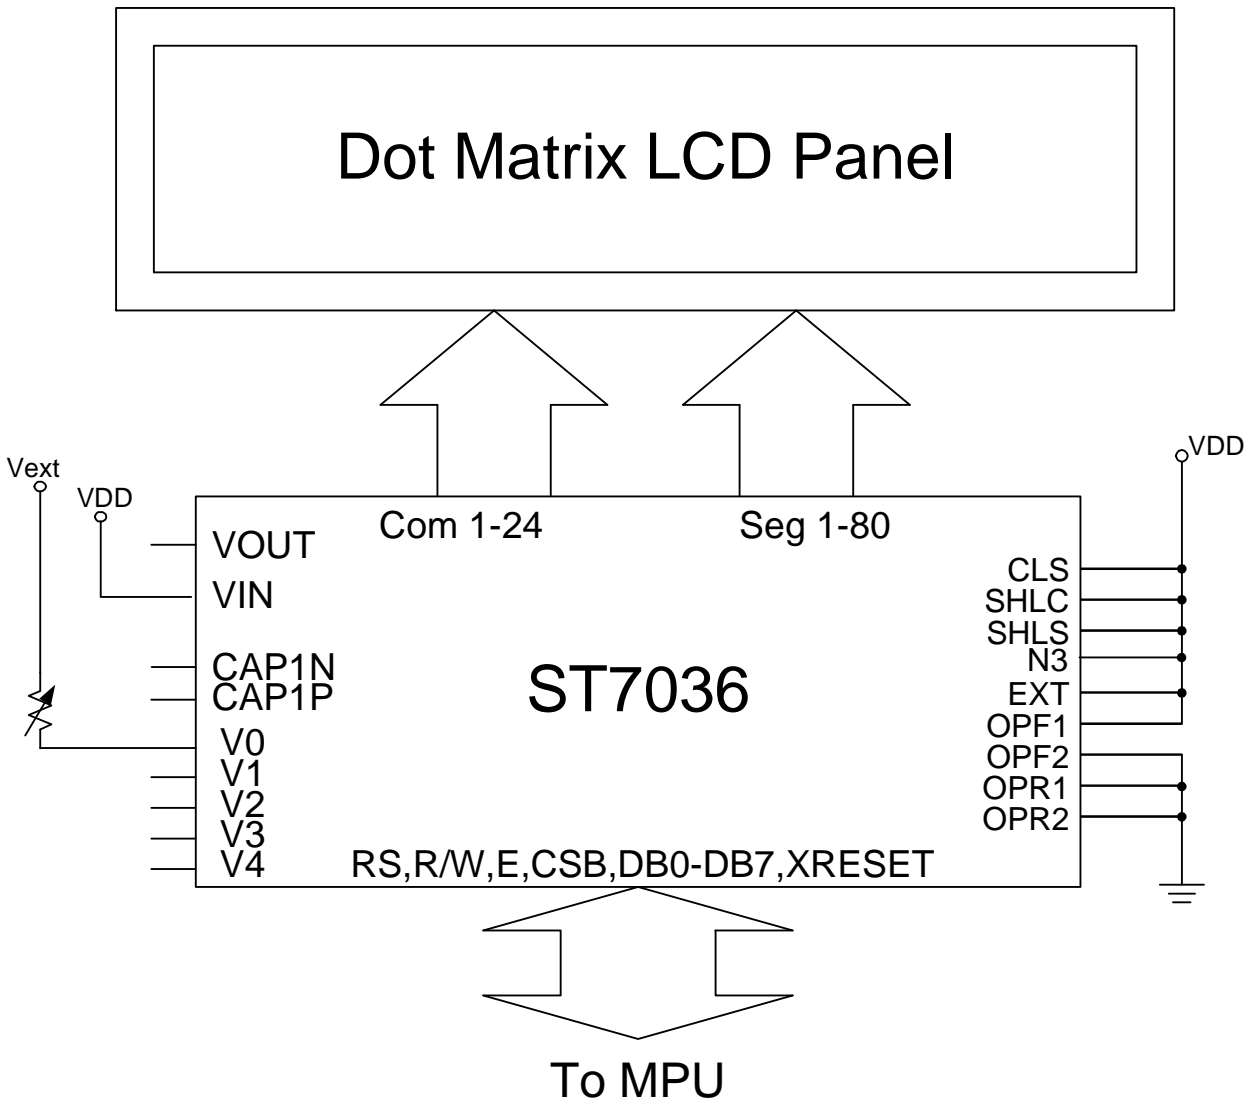 Dot Matrix LCD Panel
Vext
VDD
VDD
Com 1-24
Seg 1-80
VOUT
VIN
CAP1N
CAP1P
V0
V1
V2
V3
V4
ST7036
CLS
SHLC
SHLS
N3
EXT
OPF1
OPF2
OPR1
OPR2
RS,R/W,E,CSB,DB0-DB7,XRESET
To MPU